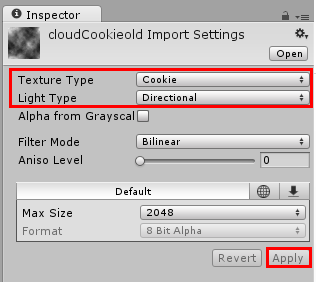 Inspector
cloudCookieold Import Settings
Open
Texture Type Cookie
Light Type Directional
Alpha from Grayscal
Filter Mode Bilinear
Aniso Level 0
Default
Max Size 2048
Format 8 Bit Alpha
Revert Apply